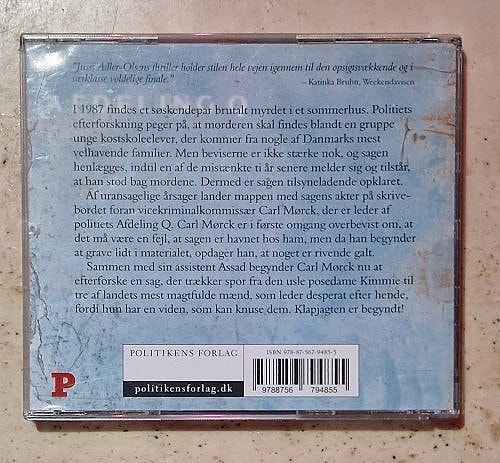 "Jussi Adler-Olsens thriller holder stilen hele vejen igennem til den opsigtsvækkende og i
særklasse voldelige finale."
– Katinka Bruhn, Weekendavisen
I 1987 findes et søskendepar brutalt myrdet i et sommerhus. Politiets
efterforskning peger på, at morderen skal findes blandt en gruppe
unge kostskoleelever, der kommer fra nogle af Danmarks mest
velhavende familier. Men beviserne er ikke stærke nok, og sagen
henlægges, indtil en af de mistænkte ti år senere melder sig og tilstår,
at han stod bag mordene. Dermed er sagen tilsyneladende opklaret.
Af uransagelige årsager lander mappen med sagens akter på skrive-
bordet foran vicekriminalkommissær Carl Mørck, der er leder af
politiets Afdeling Q. Carl Mørck er i første omgang overbevist om, at
det må være en fejl, at sagen er havnet hos ham, men da han begynder
at grave lidt i materialet, opdager han, at noget er rivende galt.
Sammen med sin assistent Assad begynder Carl Mørck nu at
efterforske en sag, der trækker spor fra den usle posedame Kimmie til
tre af landets mest magtfulde mænd, som leder desperat efter hende,
fordi hun har en viden, som kan knuse dem. Klapjagten er begyndt!
POLITIKENS FORLAG
politikensforlag.dk
ISBN 978-87-567-9485-5
9788756 794855
P